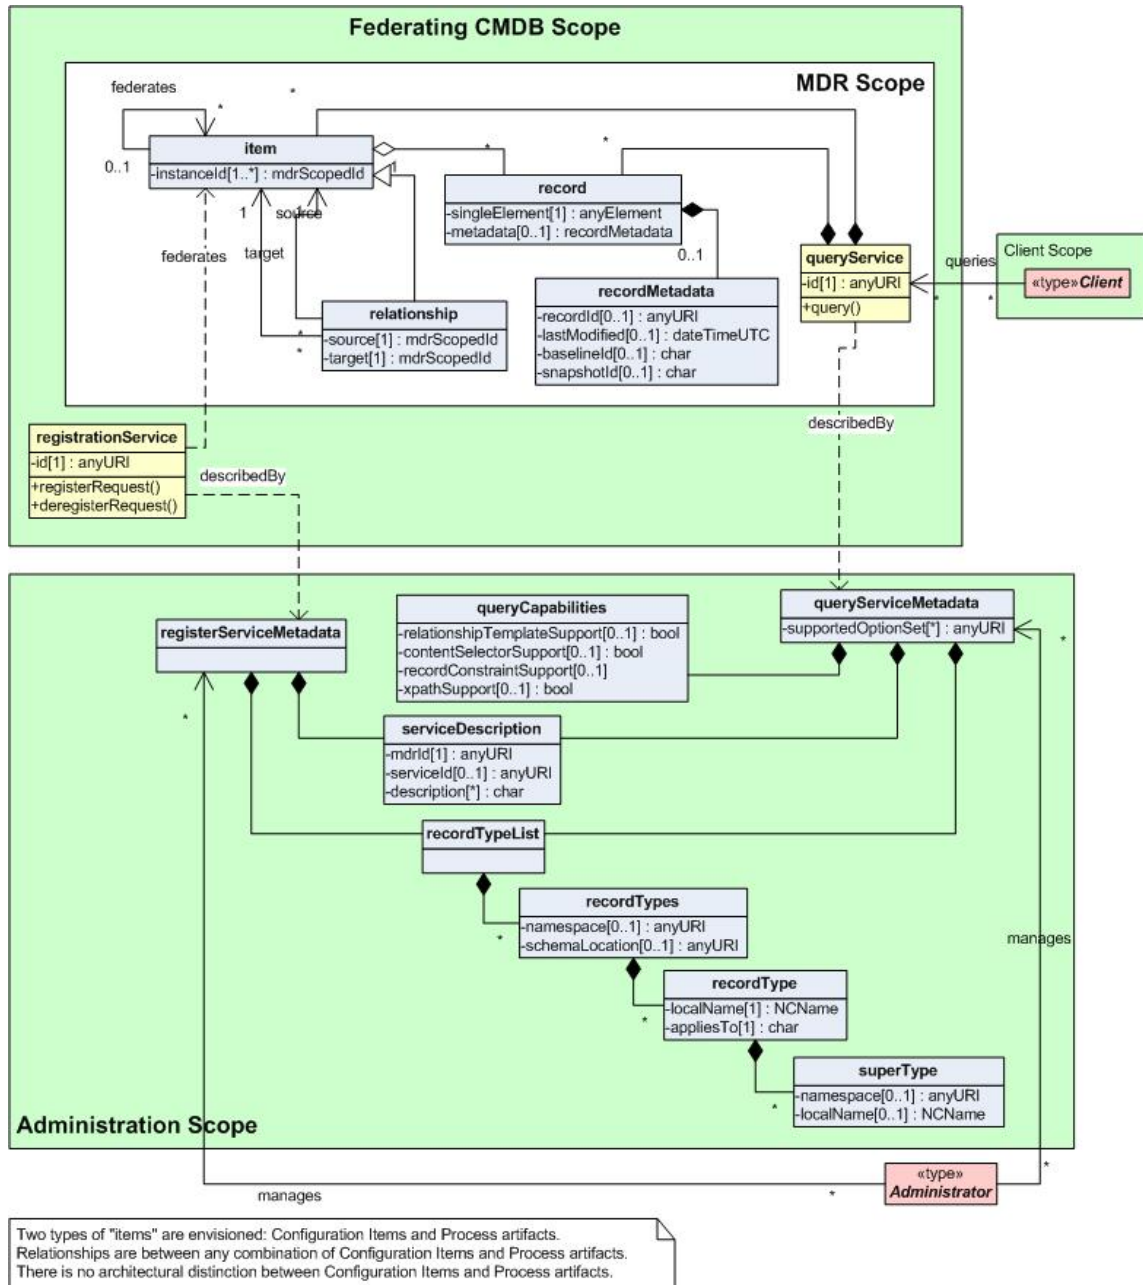 Federating CMDB Scope
MDR Scope
federates
*
0..1
item
-instanceId[1..*] : mdrScopedId
*
*
*
1
1
source
1
target
federates
record
-singleElement[1] : anyElement
-metadata[0..1] : recordMetadata
0..1
recordMetadata
-recordId[0..1] : anyURI
-lastModified[0..1] : dateTimeUTC
-baselineId[0..1] : char
-snapshotId[0..1] : char
queryService
-id[1] : anyURI
+query()
queries
*
*
Client Scope
«type»Client
relationship
-source[1] : mdrScopedId
-target[1] : mdrScopedId
*
*
describedBy
registrationService
-id[1] : anyURI
+registerRequest()
+deregisterRequest()
describedBy
registerServiceMetadata
*
queryCapabilities
-relationshipTemplateSupport[0..1] : bool
-contentSelectorSupport[0..1] : bool
-recordConstraintSupport[0..1]
-xpathSupport[0..1] : bool
queryServiceMetadata
-supportedOptionSet[*] : anyURI
*
serviceDescription
-mdrId[1] : anyURI
-serviceId[0..1] : anyURI
-description[*] : char
recordTypeList
*
recordTypes
-namespace[0..1] : anyURI
-schemaLocation[0..1] : anyURI
*
manages
recordType
-localName[1] : NCName
-appliesTo[1] : char
*
superType
-namespace[0..1] : anyURI
-localName[0..1] : NCName
Administration Scope
manages
*
*
«type»
Administrator
Two types of "items" are envisioned: Configuration Items and Process artifacts.
Relationships are between any combination of Configuration Items and Process artifacts.
There is no architectural distinction between Configuration Items and Process artifacts.